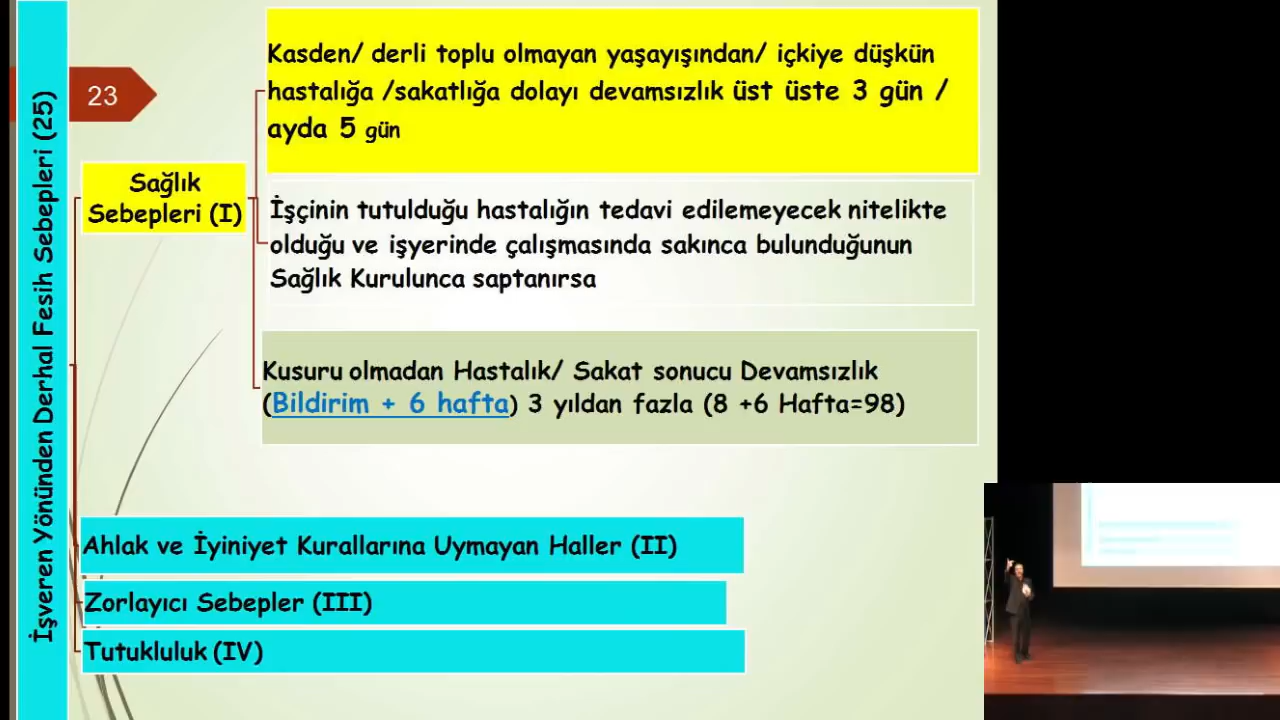 İşveren Yönünden Derhal Fesih Sebepleri (25)
23
Sağlık
Sebepleri (I)
Kasden/ derli toplu olmayan yaşayışından/ içkiye düşkün
hastalığa /sakatlığa dolayı devamsızlık üst üste 3 gün /
ayda 5 gün
İşçinin tutulduğu hastalığın tedavi edilemeyecek nitelikte
olduğu ve işyerinde çalışmasında sakınca bulunduğunun
Sağlık Kurulunca saptanırsa
Kusuru olmadan Hastalık/ Sakat sonucu Devamsızlık
(Bildirim + 6 hafta) 3 yıldan fazla (8 +6 Hafta=98)
Ahlak ve İyiniyet Kurallarına Uymayan Haller (II)
Zorlayıcı Sebepler (III)
Tutukluluk (IV)